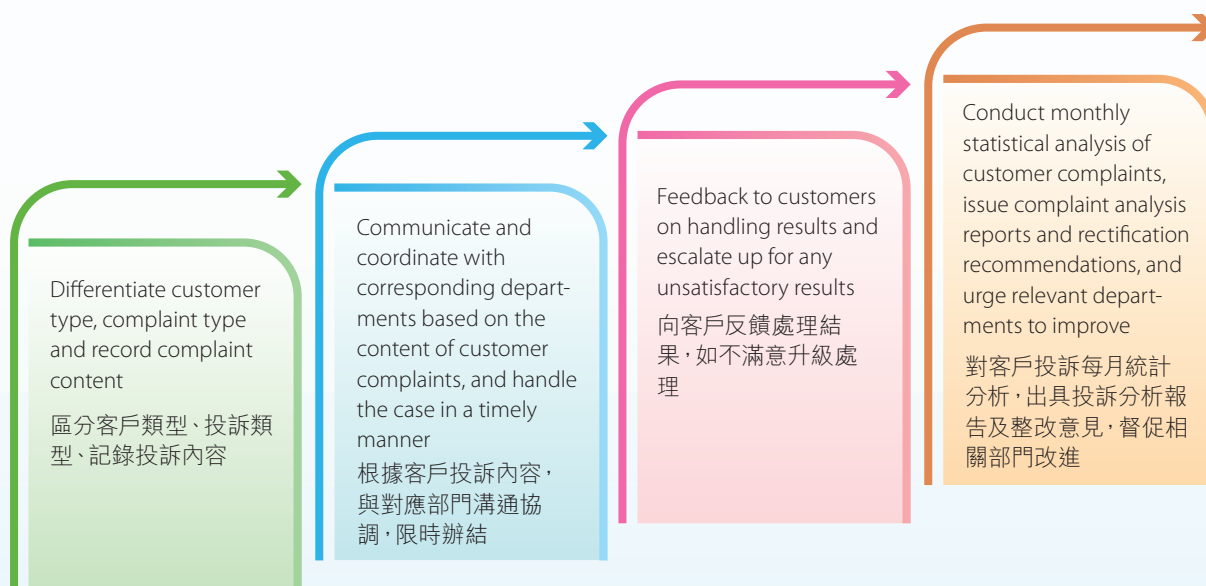 Differentiate customer
type, complaint type
and record complaint
content
區分客戶類型、投訴類
型、記錄投訴內容
Communicate and
coordinate with
corresponding depart-
ments based on the
content of customer
complaints, and handle
the case in a timely
manner
根據客戶投訴內容，
與對應部門溝通協
調，限時辦結
Feedback to customers
on handling results and
escalate up for any
unsatisfactory results
向客戶反饋處理結
果，如不滿意升級處
理
Conduct monthly
statistical analysis of
customer complaints,
issue complaint analysis
reports and rectification
recommendations, and
urge relevant depart-
ments to improve
對客戶投訴每月統計
分析，出具投訴分析報
告及整改意見，督促相
關部門改進